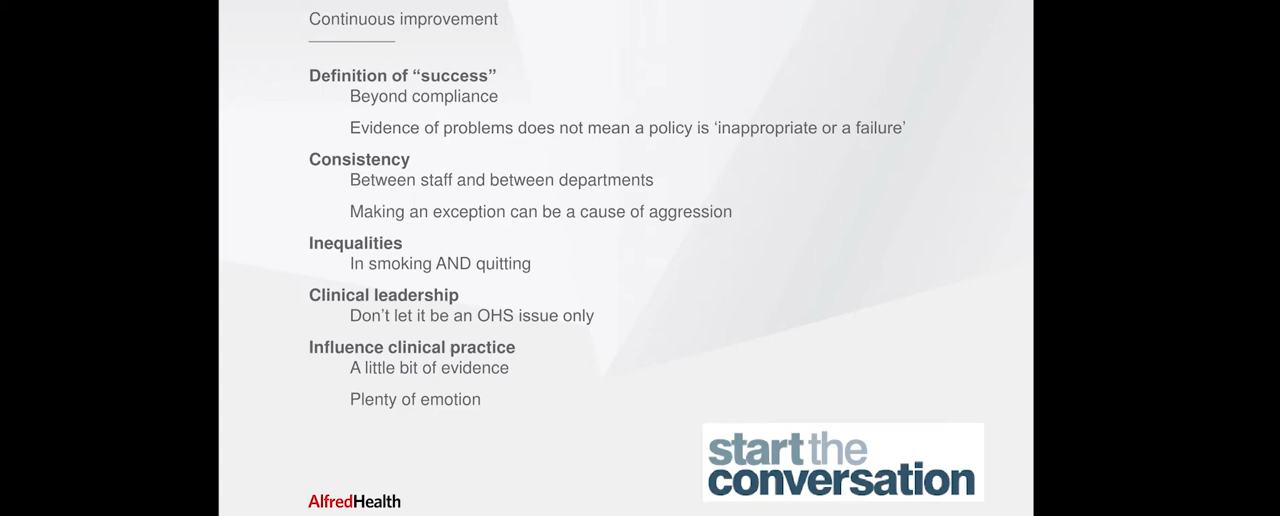 Continuous improvement
Definition of “success”
Beyond compliance
Evidence of problems does not mean a policy is ‘inappropriate or a failure’
Consistency
Between staff and between departments
Making an exception can be a cause of aggression
Inequalities
In smoking AND quitting
Clinical leadership
Don’t let it be an OHS issue only
Influence clinical practice
A little bit of evidence
Plenty of emotion
start the
conversation
AlfredHealth